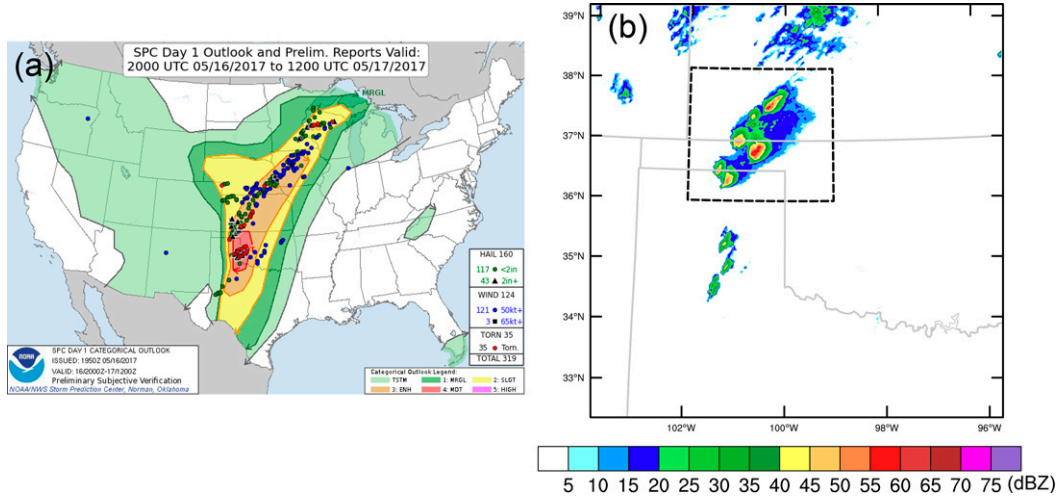 (a)
SPC Day 1 Outlook and Prelim. Reports Valid:
2000 UTC 05/16/2017 to 1200 UTC 05/17/2017
MRGL
HAIL 160
117 <2in
43 2in+
WIND 124
121 50kt+
3 65kt+
TORN 35
35 Torn.
TOTAL 319
NOAA
SPC DAY 1 CATEGORICAL OUTLOOK
ISSUED: 1950Z 05/16/2017
VALID: 16/2000Z-17/1200Z
Preliminary Subjective Verification
NOAA/NWS Storm Prediction Center, Norman, Oklahoma
Categorical Outlook Legend:
TSTM 1: MRGL 2: SLGT
3: ENH 4: MDT 5: HIGH
(b)
39°N
38°N
37°N
36°N
35°N
34°N
33°N
102°W 100°W 98°W 96°W
5 10 15 20 25 30 35 40 45 50 55 60 65 70 75 (dBZ)